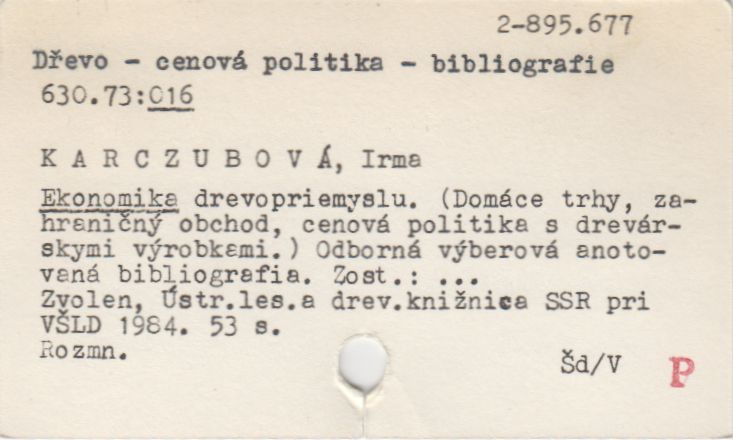 2-895.677
Dřevo - cenová politika - bibliografie
630.73:016
K A R C Z U B O V Á, Irma
Ekonomika drevopriemyslu. (Domáce trhy, za-
hraničný obchod, cenová politika s drevár-
skymi výrobkami.) Odborná výberová anoto-
vaná bibliografia. Zost.: ...
Zvolen, Ústr.les.a drev.knižnica SSR pri
VŠLD 1984. 53 s.
Rozmn.
Šd/V P